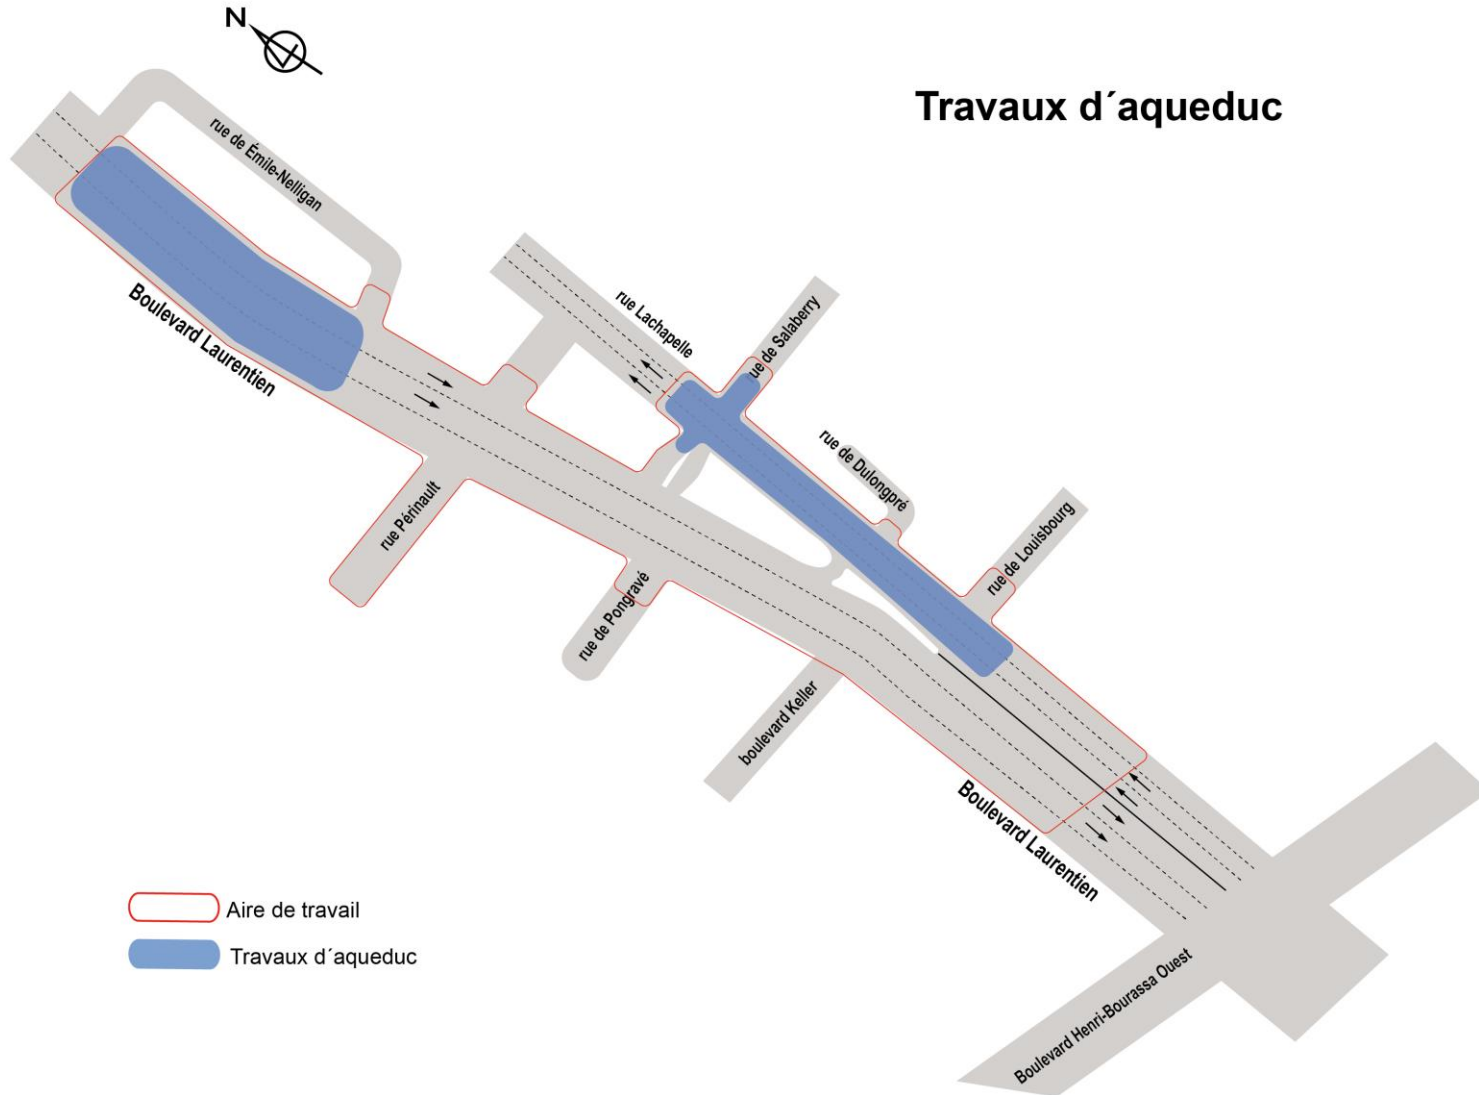 N
Travaux d´aqueduc
rue de Émile-Nelligan
Boulevard Laurentien
rue Lachapelle
rue de Salaberry
rue de Dulongpré
rue de Louisbourg
rue Périnault
rue de Pongravé
boulevard Keller
Boulevard Laurentien
Boulevard Henri-Bourassa Ouest
Aire de travail
Travaux d´aqueduc